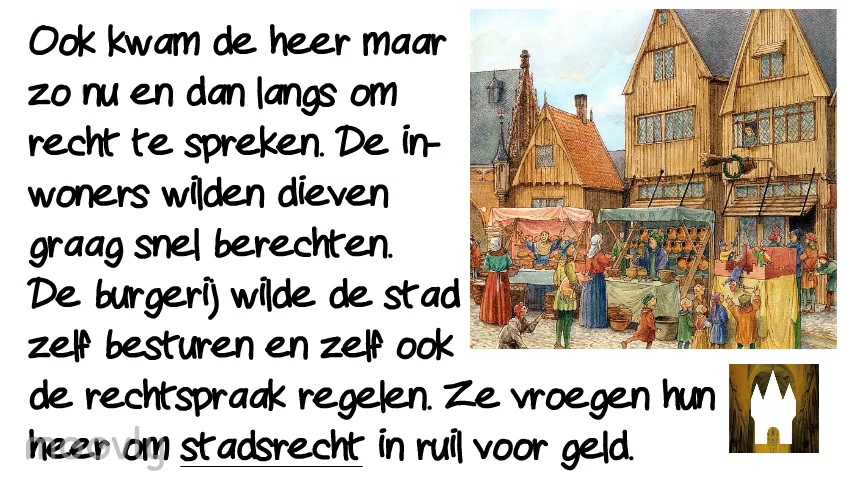 Ook kwam de heer maar
zo nu en dan langs om
recht te spreken. De in-
woners wilden dieven
graag snel berechten.
De burgerij wilde de stad
zelf besturen en zelf ook
de rechtspraak regelen. Ze vroegen hun
heer om stadsrecht in ruil voor geld.
moovly